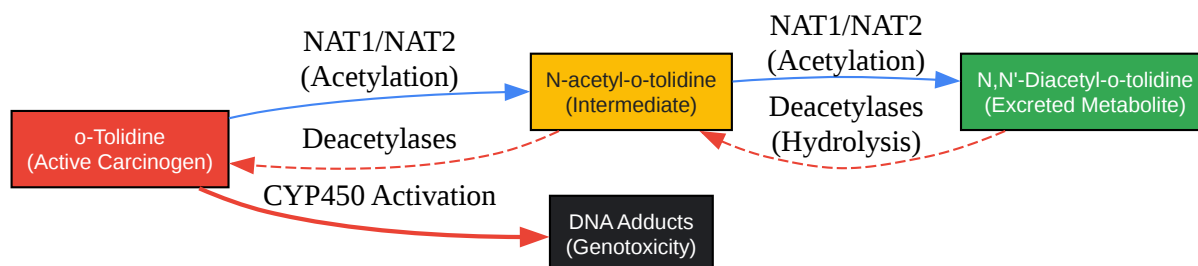 NAT1/NAT2
(Acetylation)
NAT1/NAT2
(Acetylation)
N-acetyl-o-tolidine
(Intermediate)
N,N'-Diacetyl-o-tolidine
(Excreted Metabolite)
o-Tolidine
(Active Carcinogen)
Deacetylases
Deacetylases
(Hydrolysis)
CYP450 Activation
DNA Adducts
(Genotoxicity)